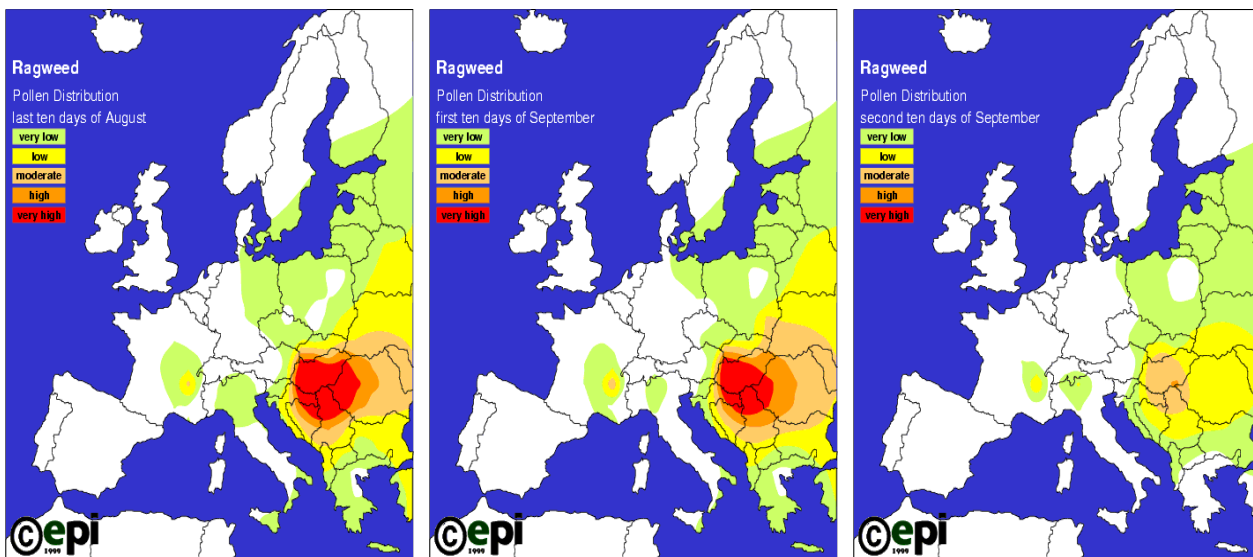 Ragweed
Pollen Distribution
last ten days of August
very low
low
moderate
high
very high
©epi
1999
Ragweed
Pollen Distribution
first ten days of September
very low
low
moderate
high
very high
©epi
1999
Ragweed
Pollen Distribution
second ten days of September
very low
low
moderate
high
very high
©epi
1999